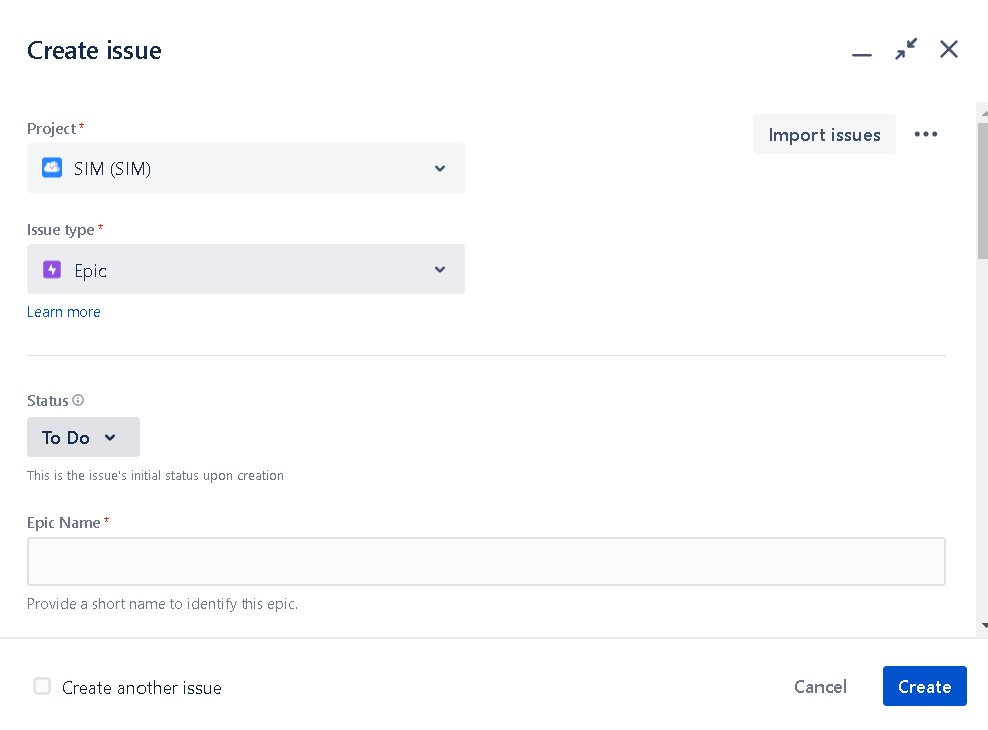 Create issue
Project *
Import issues
SIM (SIM)
Issue type *
Epic
Learn more
Status
To Do
This is the issue's initial status upon creation
Epic Name *
Provide a short name to identify this epic.
Create another issue
Cancel
Create